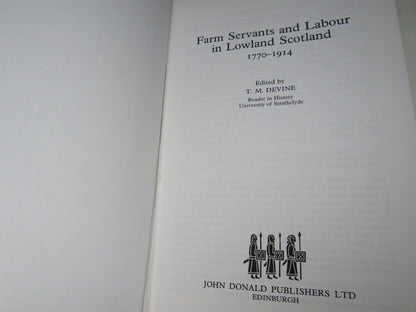 Farm Servants and Labour
in Lowland Scotland
1770–1914
Edited by
T. M. DEVINE
Reader in History
University of Strathclyde
JOHN DONALD PUBLISHERS LTD
EDINBURGH